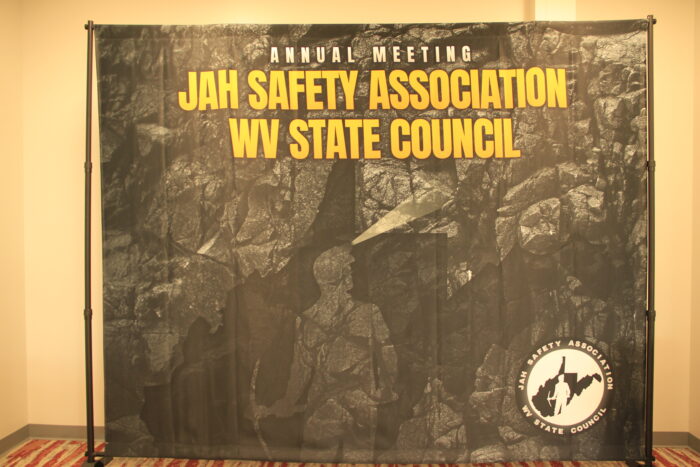 ANNUAL MEETING
JAH SAFETY ASSOCIATION
WV STATE COUNCIL
JAH SAFETY ASSOCIATION
WV STATE COUNCIL